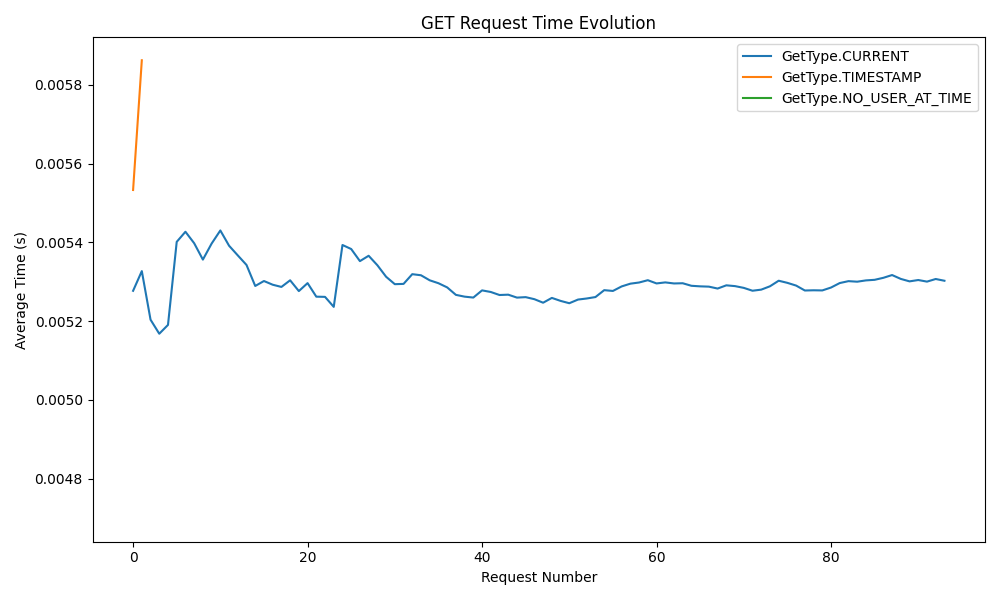 GET Request Time Evolution
GetType.CURRENT
GetType.TIMESTAMP
GetType.NO_USER_AT_TIME
Average Time (s)
0.0058
0.0056
0.0054
0.0052
0.0050
0.0048
0 20 40 60 80
Request Number